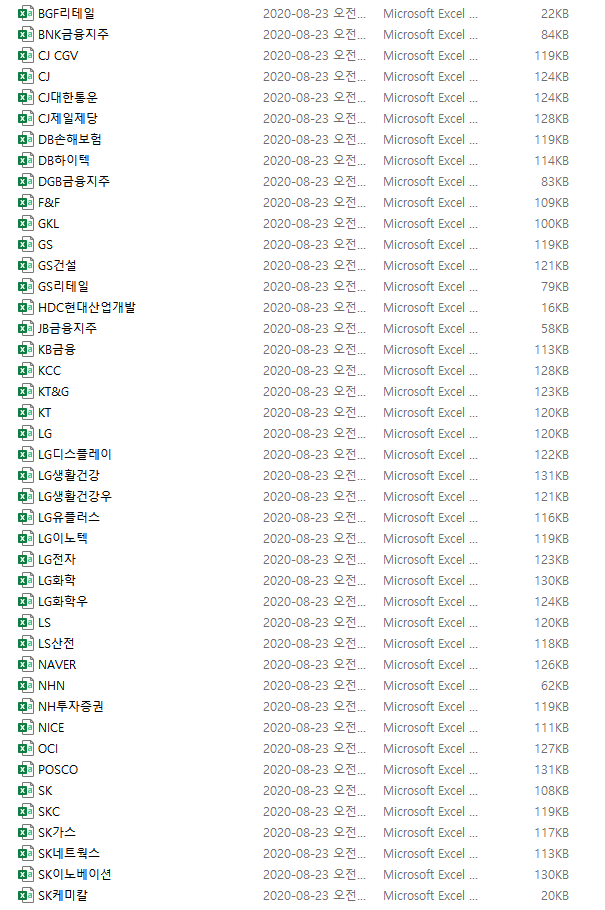 BGF리테일 2020-08-23 오전... Microsoft Excel ... 22KB
BNK금융지주 2020-08-23 오전... Microsoft Excel ... 84KB
CJ CGV 2020-08-23 오전... Microsoft Excel ... 119KB
CJ 2020-08-23 오전... Microsoft Excel ... 124KB
CJ대한통운 2020-08-23 오전... Microsoft Excel ... 124KB
CJ제일제당 2020-08-23 오전... Microsoft Excel ... 128KB
DB손해보험 2020-08-23 오전... Microsoft Excel ... 119KB
DB하이텍 2020-08-23 오전... Microsoft Excel ... 114KB
DGB금융지주 2020-08-23 오전... Microsoft Excel ... 83KB
F&F 2020-08-23 오전... Microsoft Excel ... 109KB
GKL 2020-08-23 오전... Microsoft Excel ... 100KB
GS 2020-08-23 오전... Microsoft Excel ... 119KB
GS건설 2020-08-23 오전... Microsoft Excel ... 121KB
GS리테일 2020-08-23 오전... Microsoft Excel ... 79KB
HDC현대산업개발 2020-08-23 오전... Microsoft Excel ... 16KB
JB금융지주 2020-08-23 오전... Microsoft Excel ... 58KB
KB금융 2020-08-23 오전... Microsoft Excel ... 113KB
KCC 2020-08-23 오전... Microsoft Excel ... 128KB
KT&G 2020-08-23 오전... Microsoft Excel ... 123KB
KT 2020-08-23 오전... Microsoft Excel ... 120KB
LG 2020-08-23 오전... Microsoft Excel ... 120KB
LG디스플레이 2020-08-23 오전... Microsoft Excel ... 122KB
LG생활건강 2020-08-23 오전... Microsoft Excel ... 131KB
LG생활건강우 2020-08-23 오전... Microsoft Excel ... 121KB
LG유플러스 2020-08-23 오전... Microsoft Excel ... 116KB
LG이노텍 2020-08-23 오전... Microsoft Excel ... 119KB
LG전자 2020-08-23 오전... Microsoft Excel ... 123KB
LG화학 2020-08-23 오전... Microsoft Excel ... 130KB
LG화학우 2020-08-23 오전... Microsoft Excel ... 124KB
LS 2020-08-23 오전... Microsoft Excel ... 120KB
LS산전 2020-08-23 오전... Microsoft Excel ... 118KB
NAVER 2020-08-23 오전... Microsoft Excel ... 126KB
NHN 2020-08-23 오전... Microsoft Excel ... 62KB
NH투자증권 2020-08-23 오전... Microsoft Excel ... 119KB
NICE 2020-08-23 오전... Microsoft Excel ... 111KB
OCI 2020-08-23 오전... Microsoft Excel ... 127KB
POSCO 2020-08-23 오전... Microsoft Excel ... 131KB
SK 2020-08-23 오전... Microsoft Excel ... 108KB
SKC 2020-08-23 오전... Microsoft Excel ... 119KB
SK가스 2020-08-23 오전... Microsoft Excel ... 117KB
SK네트웍스 2020-08-23 오전... Microsoft Excel ... 113KB
SK이노베이션 2020-08-23 오전... Microsoft Excel ... 130KB
SK케미칼 2020-08-23 오전... Microsoft Excel ... 20KB